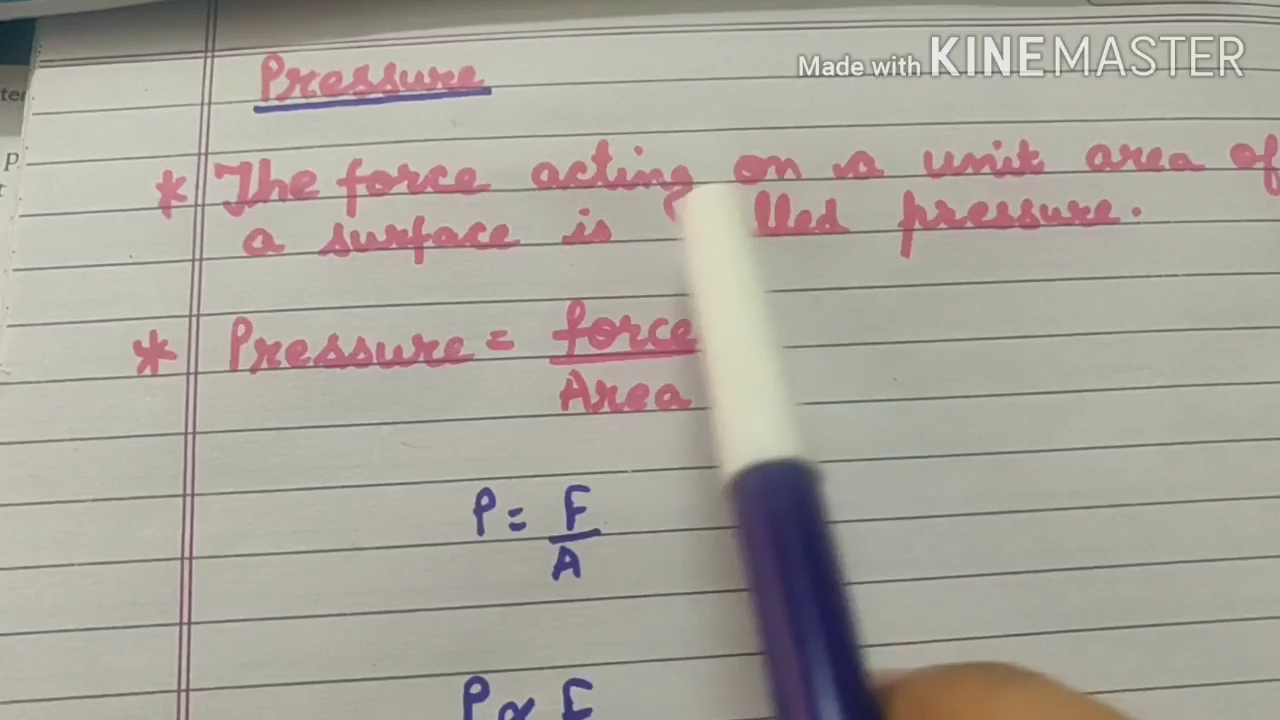 Made with KINEMASTER
Pressure
* The force acting on a unit area of
a surface is lled pressure.
* Pressure = force
Area
P = F
A
P ∝ F